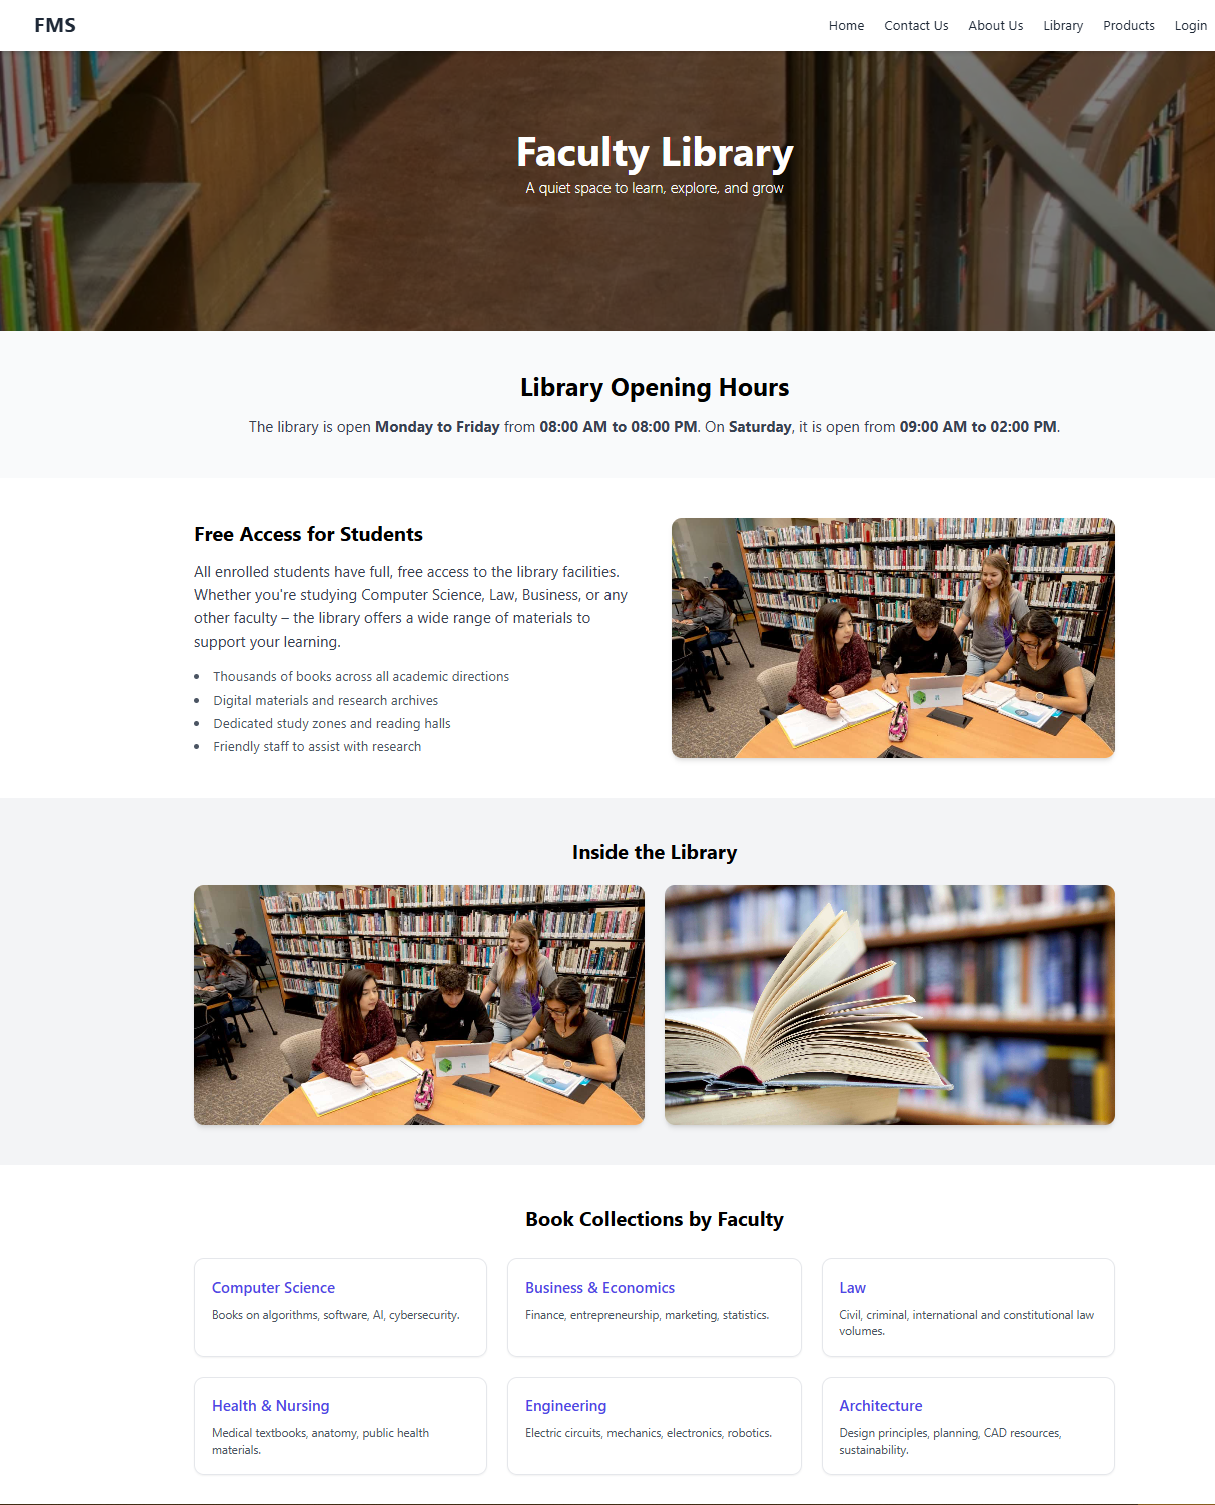 FMS
Home Contact Us About Us Library Products Login
Faculty Library
A quiet space to learn, explore, and grow
Library Opening Hours
The library is open Monday to Friday from 08:00 AM to 08:00 PM. On Saturday, it is open from 09:00 AM to 02:00 PM.
Free Access for Students
All enrolled students have full, free access to the library facilities.
Whether you're studying Computer Science, Law, Business, or any
other faculty – the library offers a wide range of materials to
support your learning.
• Thousands of books across all academic directions
• Digital materials and research archives
• Dedicated study zones and reading halls
• Friendly staff to assist with research
Inside the Library
Book Collections by Faculty
Computer Science
Books on algorithms, software, AI, cybersecurity.
Business & Economics
Finance, entrepreneurship, marketing, statistics.
Law
Civil, criminal, international and constitutional law
volumes.
Health & Nursing
Medical textbooks, anatomy, public health
materials.
Engineering
Electric circuits, mechanics, electronics, robotics.
Architecture
Design principles, planning, CAD resources,
sustainability.